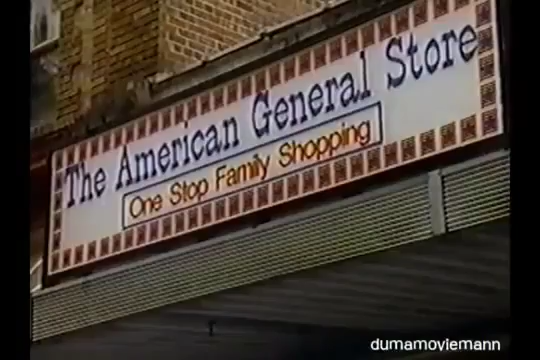 The American General Store
One Stop Family Shopping
dumamoviemann